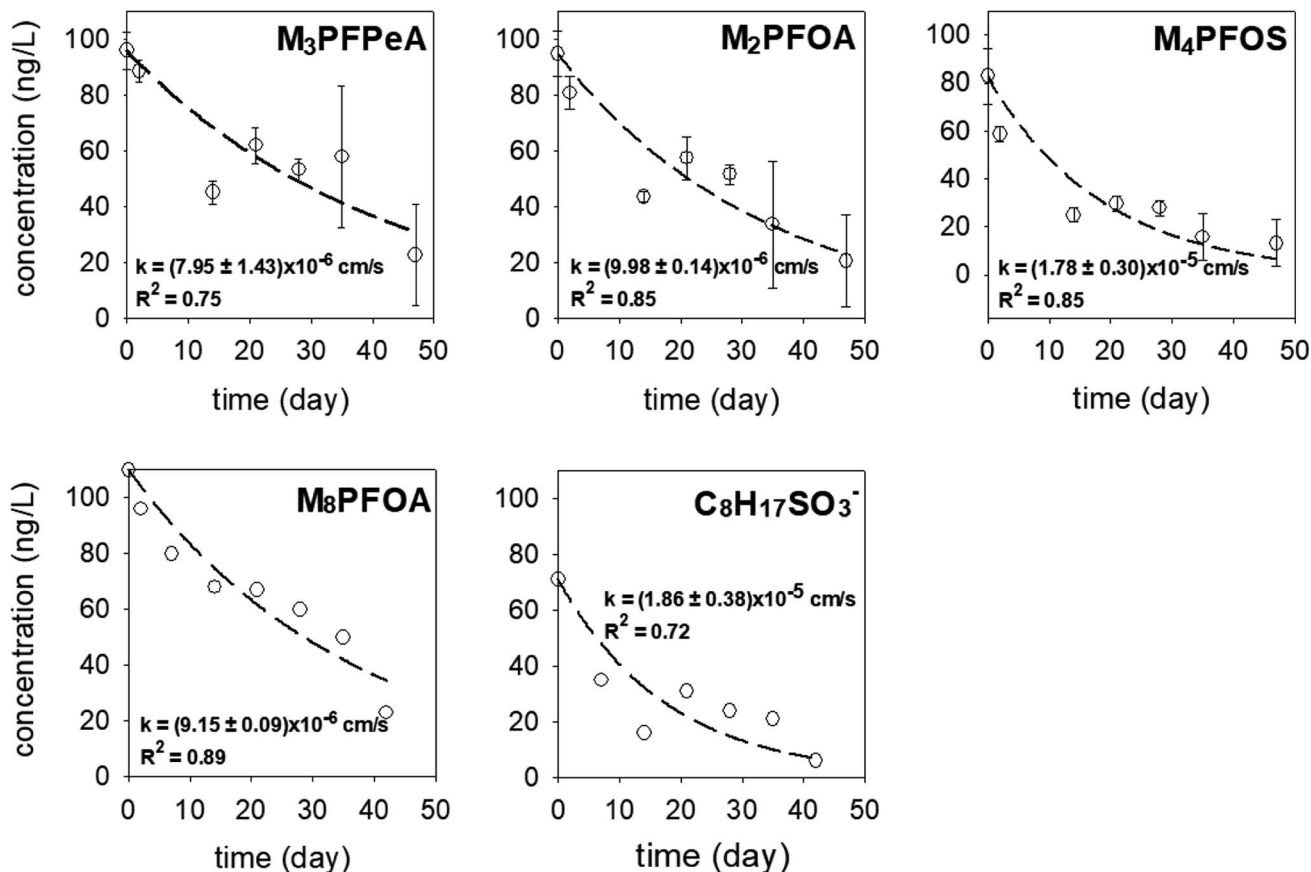 M₃PFPeA
concentration (ng/L)
100
80
60
40
20
0
k = (7.95 ± 1.43)x10⁻⁶ cm/s
R² = 0.75
0 10 20 30 40 50
time (day)
M₂PFOA
100
80
60
40
20
0
k = (9.98 ± 0.14)x10⁻⁶ cm/s
R² = 0.85
0 10 20 30 40 50
time (day)
M₄PFOS
100
80
60
40
20
0
k = (1.78 ± 0.30)x10⁻⁵ cm/s
R² = 0.85
0 10 20 30 40 50
time (day)
M₈PFOA
concentration (ng/L)
100
80
60
40
20
0
k = (9.15 ± 0.09)x10⁻⁶ cm/s
R² = 0.89
0 10 20 30 40 50
time (day)
C₈H₁₇SO₃⁻
100
80
60
40
20
0
k = (1.86 ± 0.38)x10⁻⁵ cm/s
R² = 0.72
0 10 20 30 40 50
time (day)